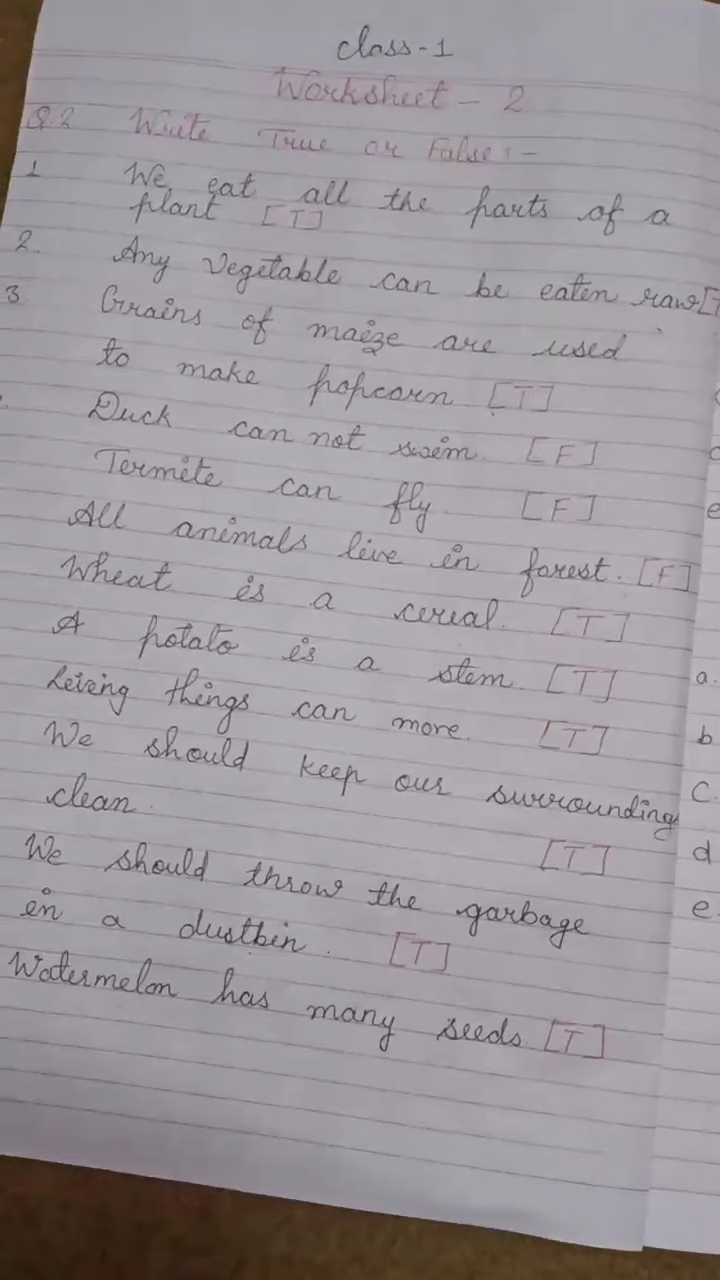 class-1
Worksheet - 2
Q.2 Write True or False :-
1 We eat all the parts of a
plant [T]
2. Any Vegetable can be eaten raw [T
3 Grains of maize are used
to make popcorn [T]
Duck can not swim. [F]
Termite can fly. [F]
All animals live in forest. [F]
Wheat is a cerial. [T]
A potato is a stem. [T]
Leiving things can more. [T]
We should keep our surrounding
clean.
[T]
We should throw the garbage
in a dustbin. [T]
Watermelon has many seeds [T]
e
a.
b
c.
d
e.